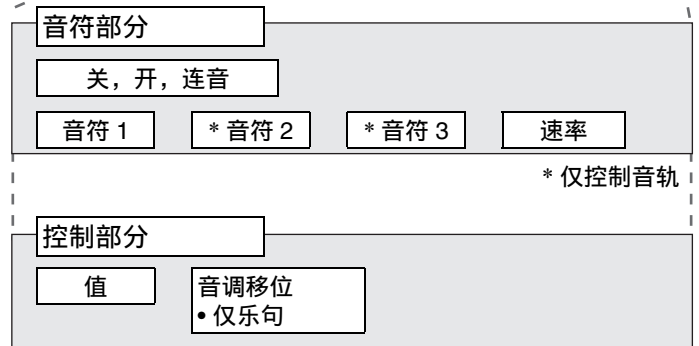 音符部分
关，开，连音
音符 1
* 音符 2
* 音符 3
速率
* 仅控制音轨
控制部分
值
音调移位
• 仅乐句